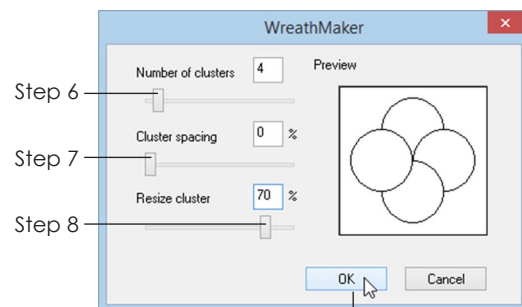 WreathMaker
Number of clusters 4 Preview
Step 6
Cluster spacing 0 %
Step 7
Resize cluster 70 %
Step 8
OK Cancel